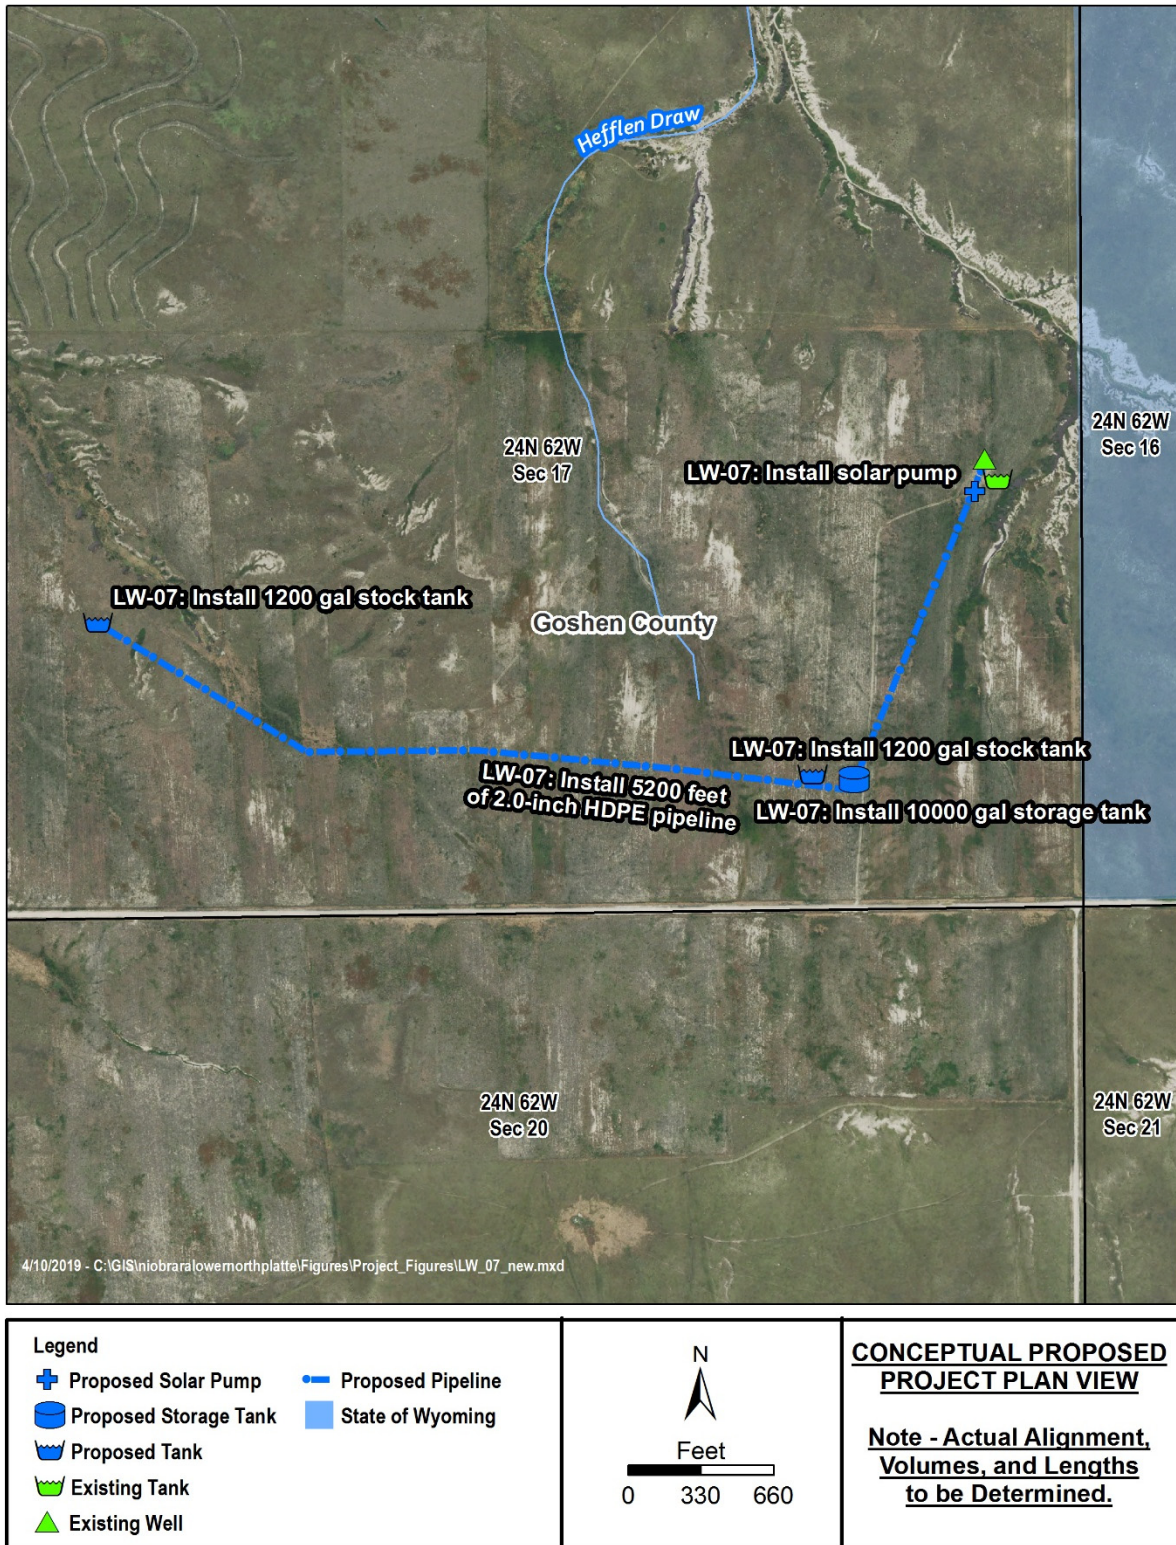 Hefflen Draw
24N 62W
Sec 16
24N 62W
Sec 17
LW-07: Install solar pump
LW-07: Install 1200 gal stock tank
Goshen County
LW-07: Install 1200 gal stock tank
LW-07: Install 5200 feet
of 2.0-inch HDPE pipeline
LW-07: Install 10000 gal storage tank
24N 62W
Sec 20
24N 62W
Sec 21
4/10/2019 - C:\GIS\niobraralowernorthplatte\Figures\Project_Figures\LW_07_new.mxd
Legend
Proposed Solar Pump
Proposed Storage Tank
Proposed Tank
Existing Tank
Existing Well
Proposed Pipeline
State of Wyoming
N
Feet
0 330 660
CONCEPTUAL PROPOSED
PROJECT PLAN VIEW
Note - Actual Alignment,
Volumes, and Lengths
to be Determined.